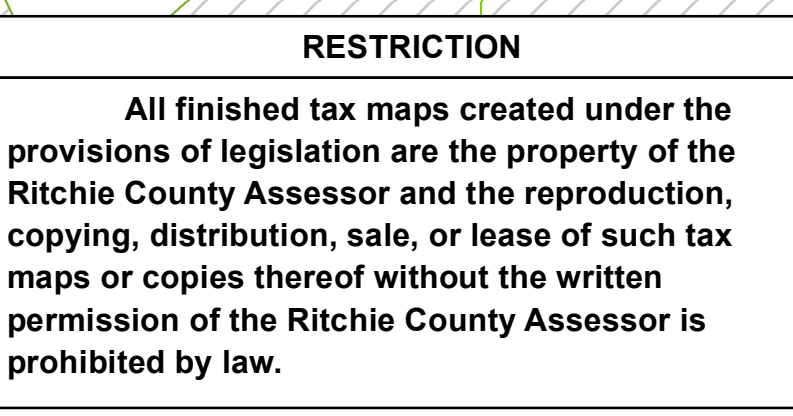 RESTRICTION
All finished tax maps created under the
provisions of legislation are the property of the
Ritchie County Assessor and the reproduction,
copying, distribution, sale, or lease of such tax
maps or copies thereof without the written
permission of the Ritchie County Assessor is
prohibited by law.